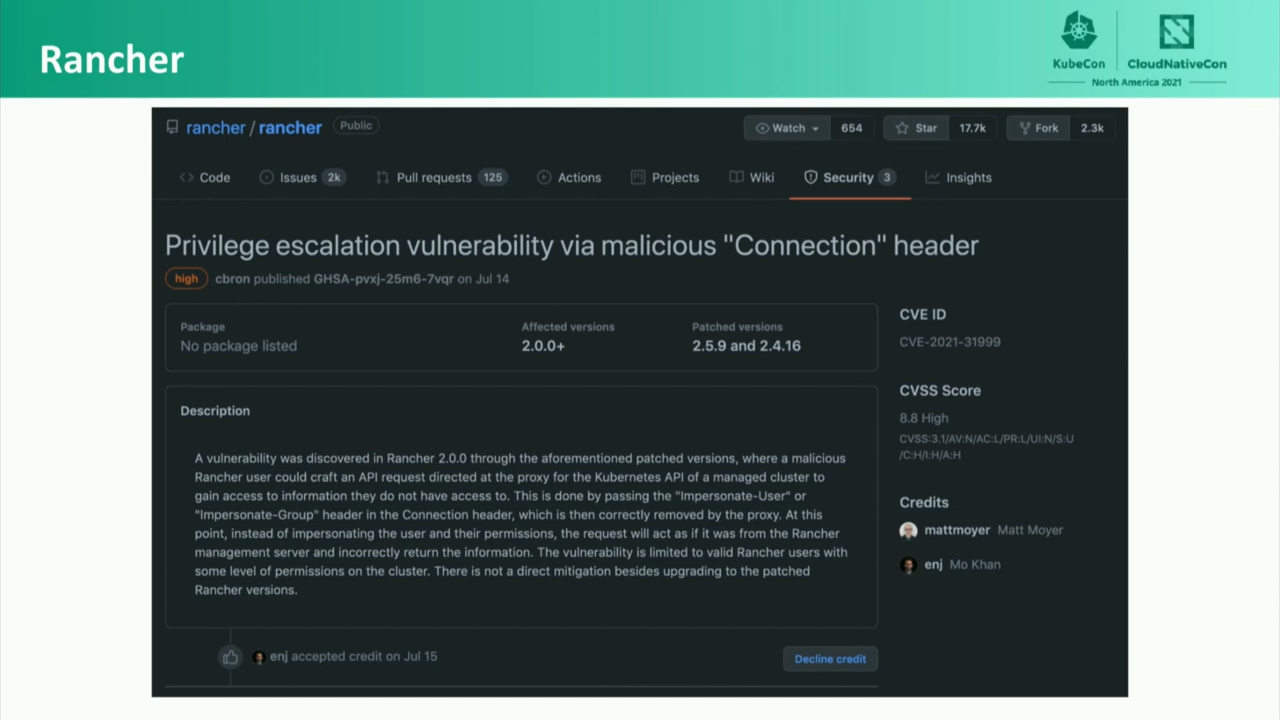 Rancher
KubeCon
CloudNativeCon
North America 2021
rancher / rancher Public
Watch 654
Star 17.7k
Fork 2.3k
Code
Issues 2k
Pull requests 125
Actions
Projects
Wiki
Security 3
Insights
Privilege escalation vulnerability via malicious "Connection" header
high cbron published GHSA-pvxj-25m6-7vqr on Jul 14
Package
No package listed
Affected versions
2.0.0+
Patched versions
2.5.9 and 2.4.16
Description
A vulnerability was discovered in Rancher 2.0.0 through the aforementioned patched versions, where a malicious
Rancher user could craft an API request directed at the proxy for the Kubernetes API of a managed cluster to
gain access to information they do not have access to. This is done by passing the "Impersonate-User" or
"Impersonate-Group" header in the Connection header, which is then correctly removed by the proxy. At this
point, instead of impersonating the user and their permissions, the request will act as if it was from the Rancher
management server and incorrectly return the information. The vulnerability is limited to valid Rancher users with
some level of permissions on the cluster. There is not a direct mitigation besides upgrading to the patched
Rancher versions.
enj accepted credit on Jul 15
Decline credit
CVE ID
CVE-2021-31999
CVSS Score
8.8 High
CVSS:3.1/AV:N/AC:L/PR:L/UI:N/S:U
/C:H/I:H/A:H
Credits
mattmoyer Matt Moyer
enj Mo Khan